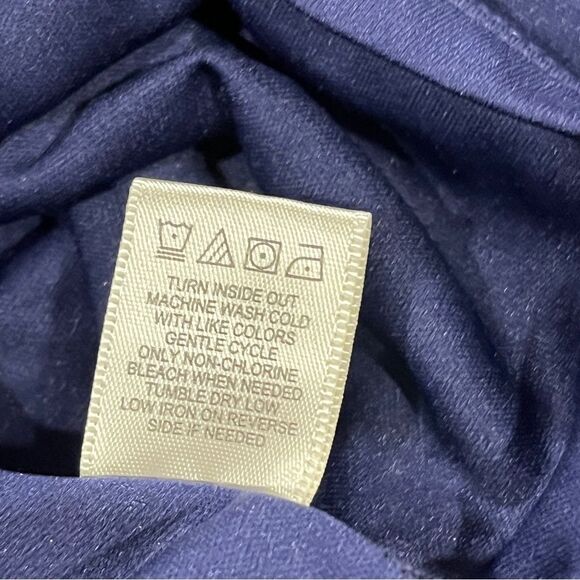 TURN INSIDE OUT
MACHINE WASH COLD
WITH LIKE COLORS
GENTLE CYCLE
ONLY NON-CHLORINE
BLEACH WHEN NEEDED
TUMBLE DRY LOW
LOW IRON ON REVERSE
SIDE IF NEEDED